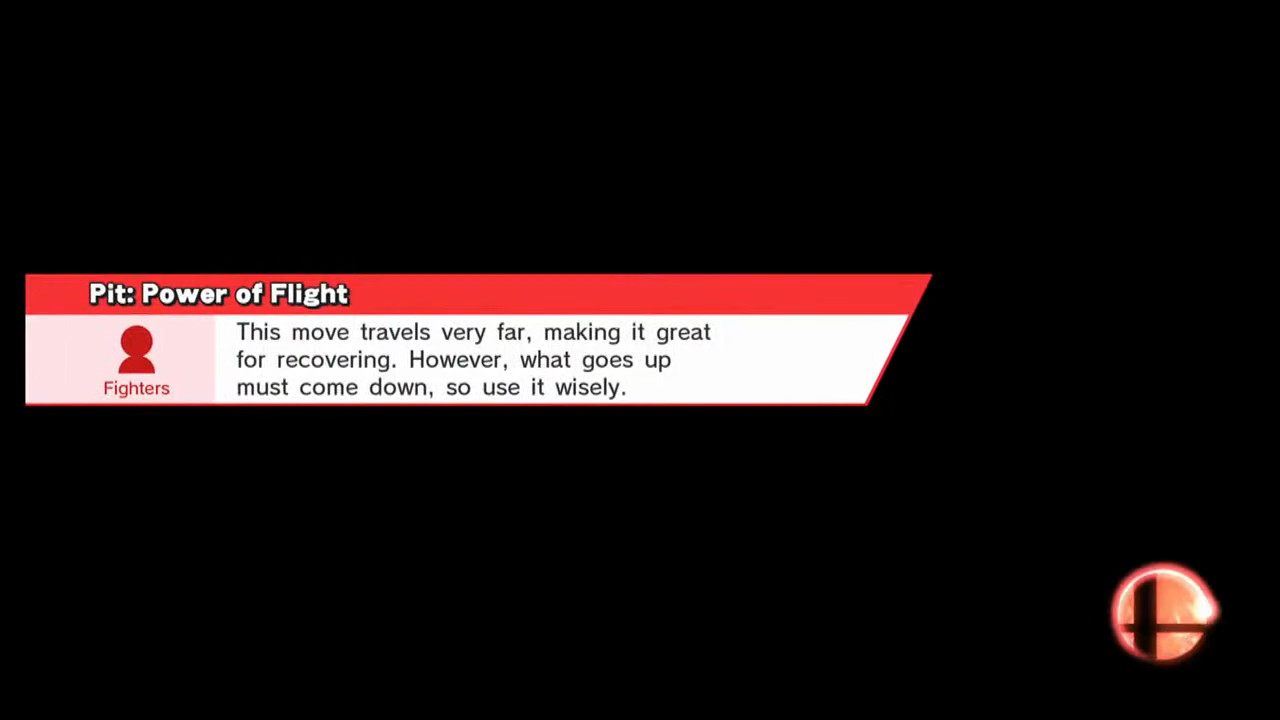 Pit: Power of Flight
This move travels very far, making it great
for recovering. However, what goes up
must come down, so use it wisely.
Fighters